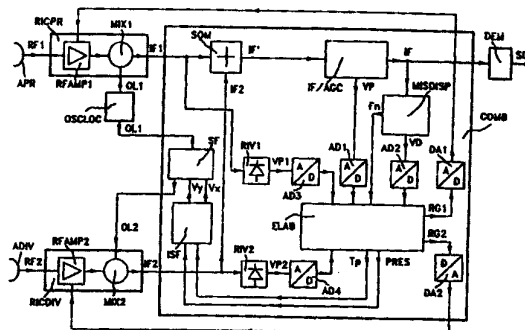 RICPR
MIX1
RF1
IF1
RFAMP1
APR
OL1
OSCLOC
OL1
SOM
IF'
IF2
IF/AGC
VP
IF
DEM
MISDISP
fn
VD
COMB
SF
RIV1
VP1
A
D
AD3
AD1
A
D
AD2
A
D
DA1
A
D
Vy
Vx
ISF
OL2
ELAB
RG1
RG2
ADIV
RFAMP2
RF2
IF2
RIV2
VP2
A
D
AD4
Tp
PRES
D
A
DA2
RICDIV
MIX2